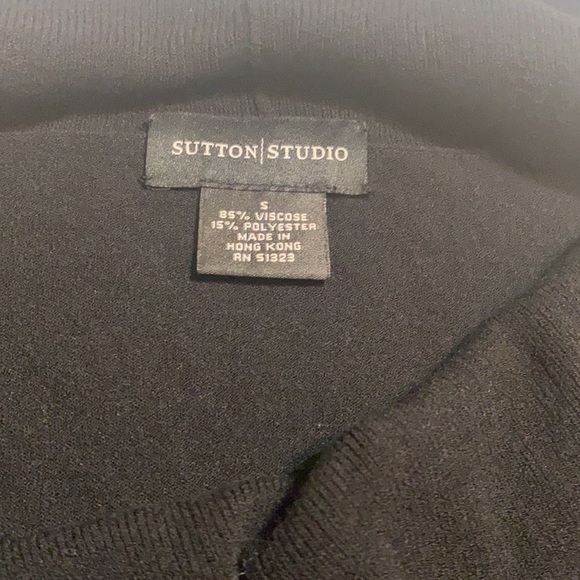 SUTTON|STUDIO
S
85% VISCOSE
15% POLYESTER
MADE IN
HONG KONG
RN 51323